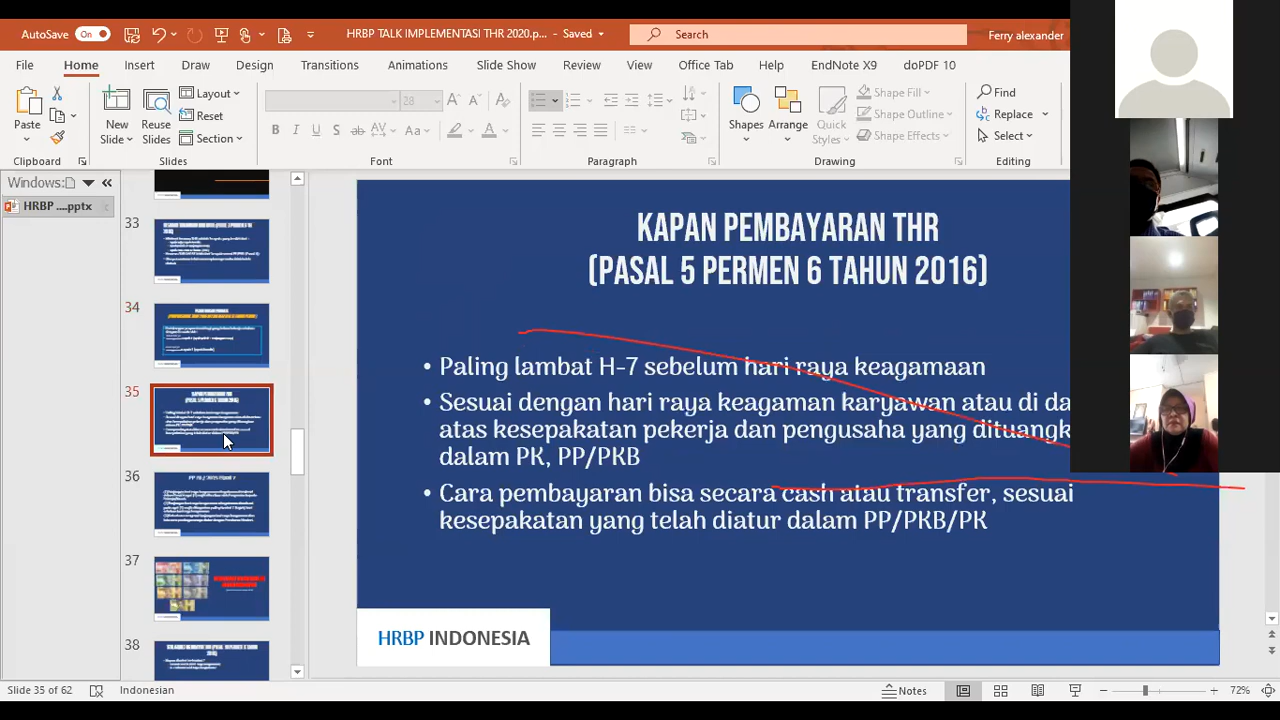 AutoSave On HRBP TALK IMPLEMENTASI THR 2020.p... - Saved Search Ferry alexander
File Home Insert Draw Design Transitions Animations Slide Show Review View Office Tab Help EndNote X9 doPDF 10
Layout Shape Fill Find
28
Reset Shape Outline Replace
Paste New Slide Reuse Slides Section Shapes Arrange Quick Styles Shape Effects Select
Clipboard Slides Font Paragraph Drawing Editing
Windows:
HRBP ....pptx
33
34
35
36
37
38
KAPAN PEMBAYARAN THR
(PASAL 5 PERMEN 6 TAIUN 2016)
• Paling lambat H-7 sebelum hari raya keagamaan
• Sesuai dengan hari raya keagaman karyawan atau di da
atas kesepakaan pekerja dan pengusaha yang dituangk
dalam PK, PP/PKB
• Cara pembayaran bisa secara cash atau transfer, sesuai
kesepakatan yang telah diatur dalam PP/PKB/PK
HRBP INDONESIA
Slide 35 of 62 Indonesian Notes 72%